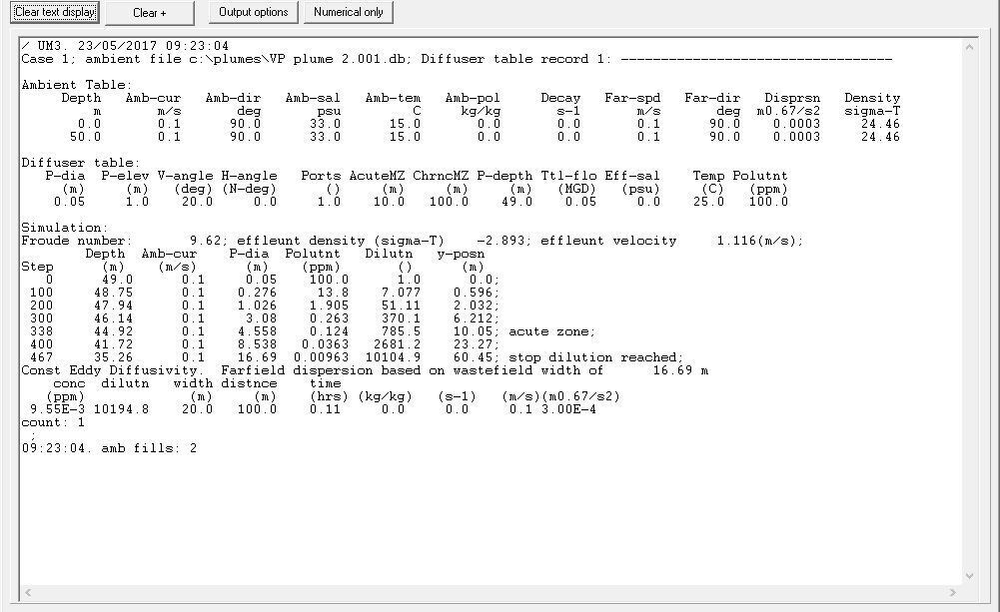 Clear text display Clear + Output options Numerical only
/ UM3. 23/05/2017 09:23:04
Case 1; ambient file c:\plumes\VP plume 2.001.db; Diffuser table record 1: ----------------------------------
Ambient Table:
Depth Amb-cur Amb-dir Amb-sal Amb-tem Amb-pol Decay Far-spd Far-dir Disprsn Density
m m/s deg psu C kg/kg s-1 m/s deg m0.67/s2 sigma-T
0.0 0.1 90.0 33.0 15.0 0.0 0.0 0.1 90.0 0.0003 24.46
50.0 0.1 90.0 33.0 15.0 0.0 0.0 0.1 90.0 0.0003 24.46
Diffuser table:
P-dia P-elev V-angle H-angle Ports AcuteMZ ChrncMZ P-depth Ttl-flo Eff-sal Temp Polutnt
(m) (m) (deg) (N-deg) () (m) (m) (m) (MGD) (psu) (C) (ppm)
0.05 1.0 20.0 0.0 1.0 10.0 100.0 49.0 0.05 0.0 25.0 100.0
Simulation:
Froude number: 9.62; effleunt density (sigma-T) -2.893; effleunt velocity 1.116(m/s);
Depth Amb-cur P-dia Polutnt Dilutn y-posn
Step (m) (m/s) (m) (ppm) () (m)
0 49.0 0.1 0.05 100.0 1.0 0.0;
100 48.75 0.1 0.276 13.8 7.077 0.596;
200 47.94 0.1 1.026 1.905 51.11 2.032;
300 46.14 0.1 3.08 0.263 370.1 6.212;
338 44.92 0.1 4.558 0.124 785.5 10.05; acute zone;
400 41.72 0.1 8.538 0.0363 2681.2 23.27;
467 35.26 0.1 16.69 0.00963 10104.9 60.45; stop dilution reached;
Const Eddy Diffusivity. Farfield dispersion based on wastefield width of 16.69 m
conc dilutn width distnce time
(ppm) (m) (m) (hrs) (kg/kg) (s-1) (m/s)(m0.67/s2)
9.55E-3 10194.8 20.0 100.0 0.11 0.0 0.0 0.1 3.00E-4
count: 1
;
09:23:04. amb fills: 2